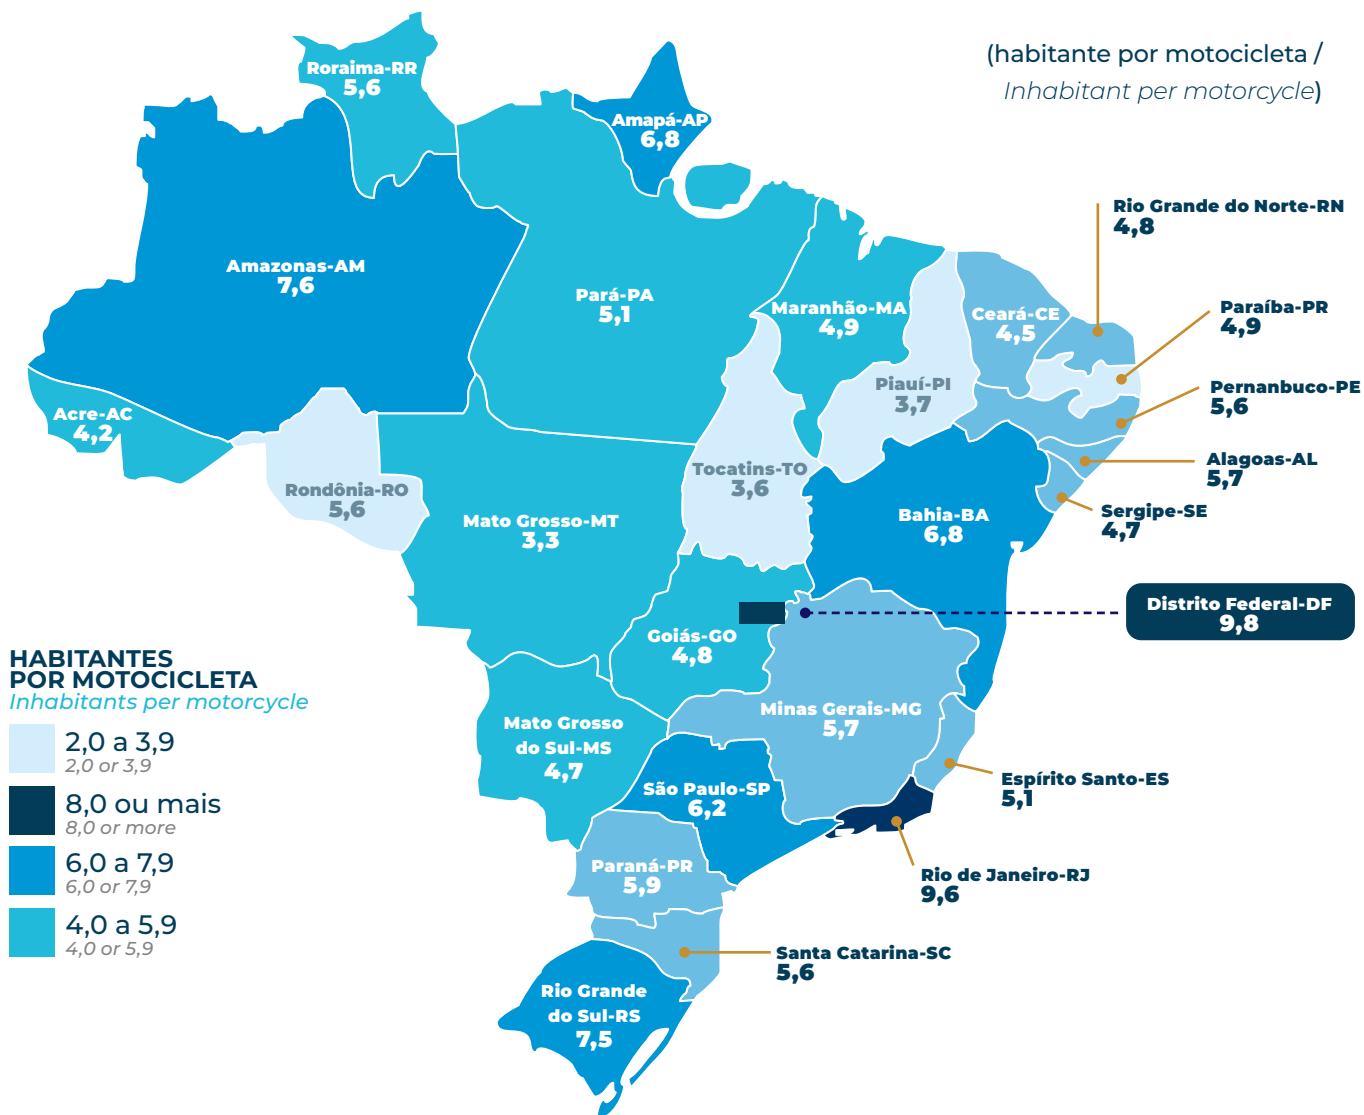 (habitante por motocicleta /
Inhabitant per motorcycle)
Roraima-RR
5,6
Amapá-AP
6,8
Rio Grande do Norte-RN
4,8
Amazonas-AM
7,6
Pará-PA
5,1
Maranhão-MA
4,9
Ceará-CE
4,5
Paraíba-PR
4,9
Piauí-PI
3,7
Pernanbuco-PE
5,6
Acre-AC
4,2
Alagoas-AL
5,7
Tocatins-TO
3,6
Rondônia-RO
5,6
Sergipe-SE
4,7
Mato Grosso-MT
3,3
Bahia-BA
6,8
Distrito Federal-DF
9,8
Goiás-GO
4,8
HABITANTES
POR MOTOCICLETA
Inhabitants per motorcycle
2,0 a 3,9
2,0 or 3,9
8,0 ou mais
8,0 or more
6,0 a 7,9
6,0 or 7,9
4,0 a 5,9
4,0 or 5,9
Mato Grosso
do Sul-MS
4,7
Minas Gerais-MG
5,7
São Paulo-SP
6,2
Espírito Santo-ES
5,1
Paraná-PR
5,9
Rio de Janeiro-RJ
9,6
Santa Catarina-SC
5,6
Rio Grande
do Sul-RS
7,5